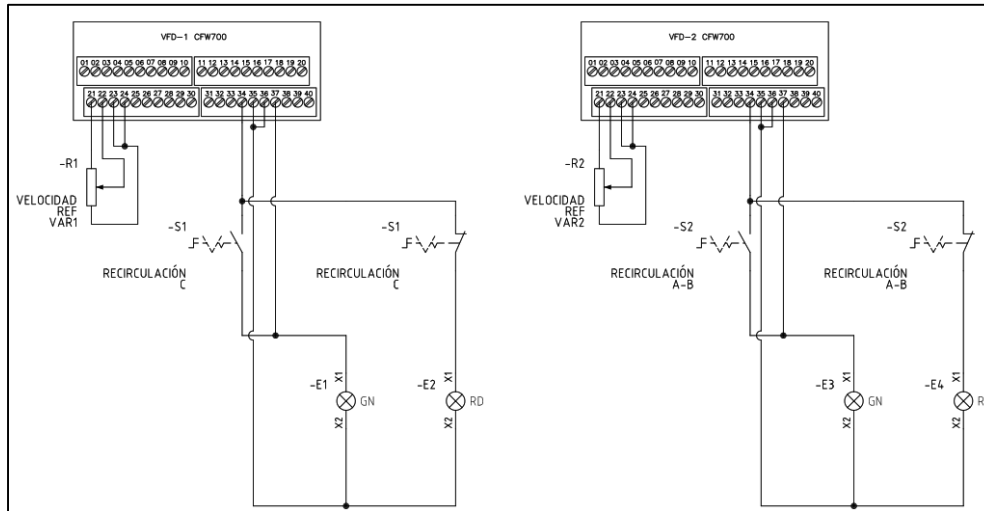 VFD-1 CFW700
01 02 03 04 05 06 07 08 09 10 11 12 13 14 15 16 17 18 19 20
21 22 23 24 25 26 27 28 29 30 31 32 33 34 35 36 37 38 39 40
-R1
VELOCIDAD
REF
VAR1
-S1
RECIRCULACIÓN
C
-S1
RECIRCULACIÓN
C
-E1
X1
X2
GN
-E2
X1
X2
RD
VFD-2 CFW700
01 02 03 04 05 06 07 08 09 10 11 12 13 14 15 16 17 18 19 20
21 22 23 24 25 26 27 28 29 30 31 32 33 34 35 36 37 38 39 40
-R2
VELOCIDAD
REF
VAR2
-S2
RECIRCULACIÓN
A-B
-S2
RECIRCULACIÓN
A-B
-E3
X1
X2
GN
-E4
X1
X2
R